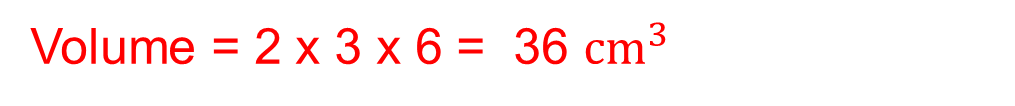 Volume = 2 x 3 x 6 =  36 cm³